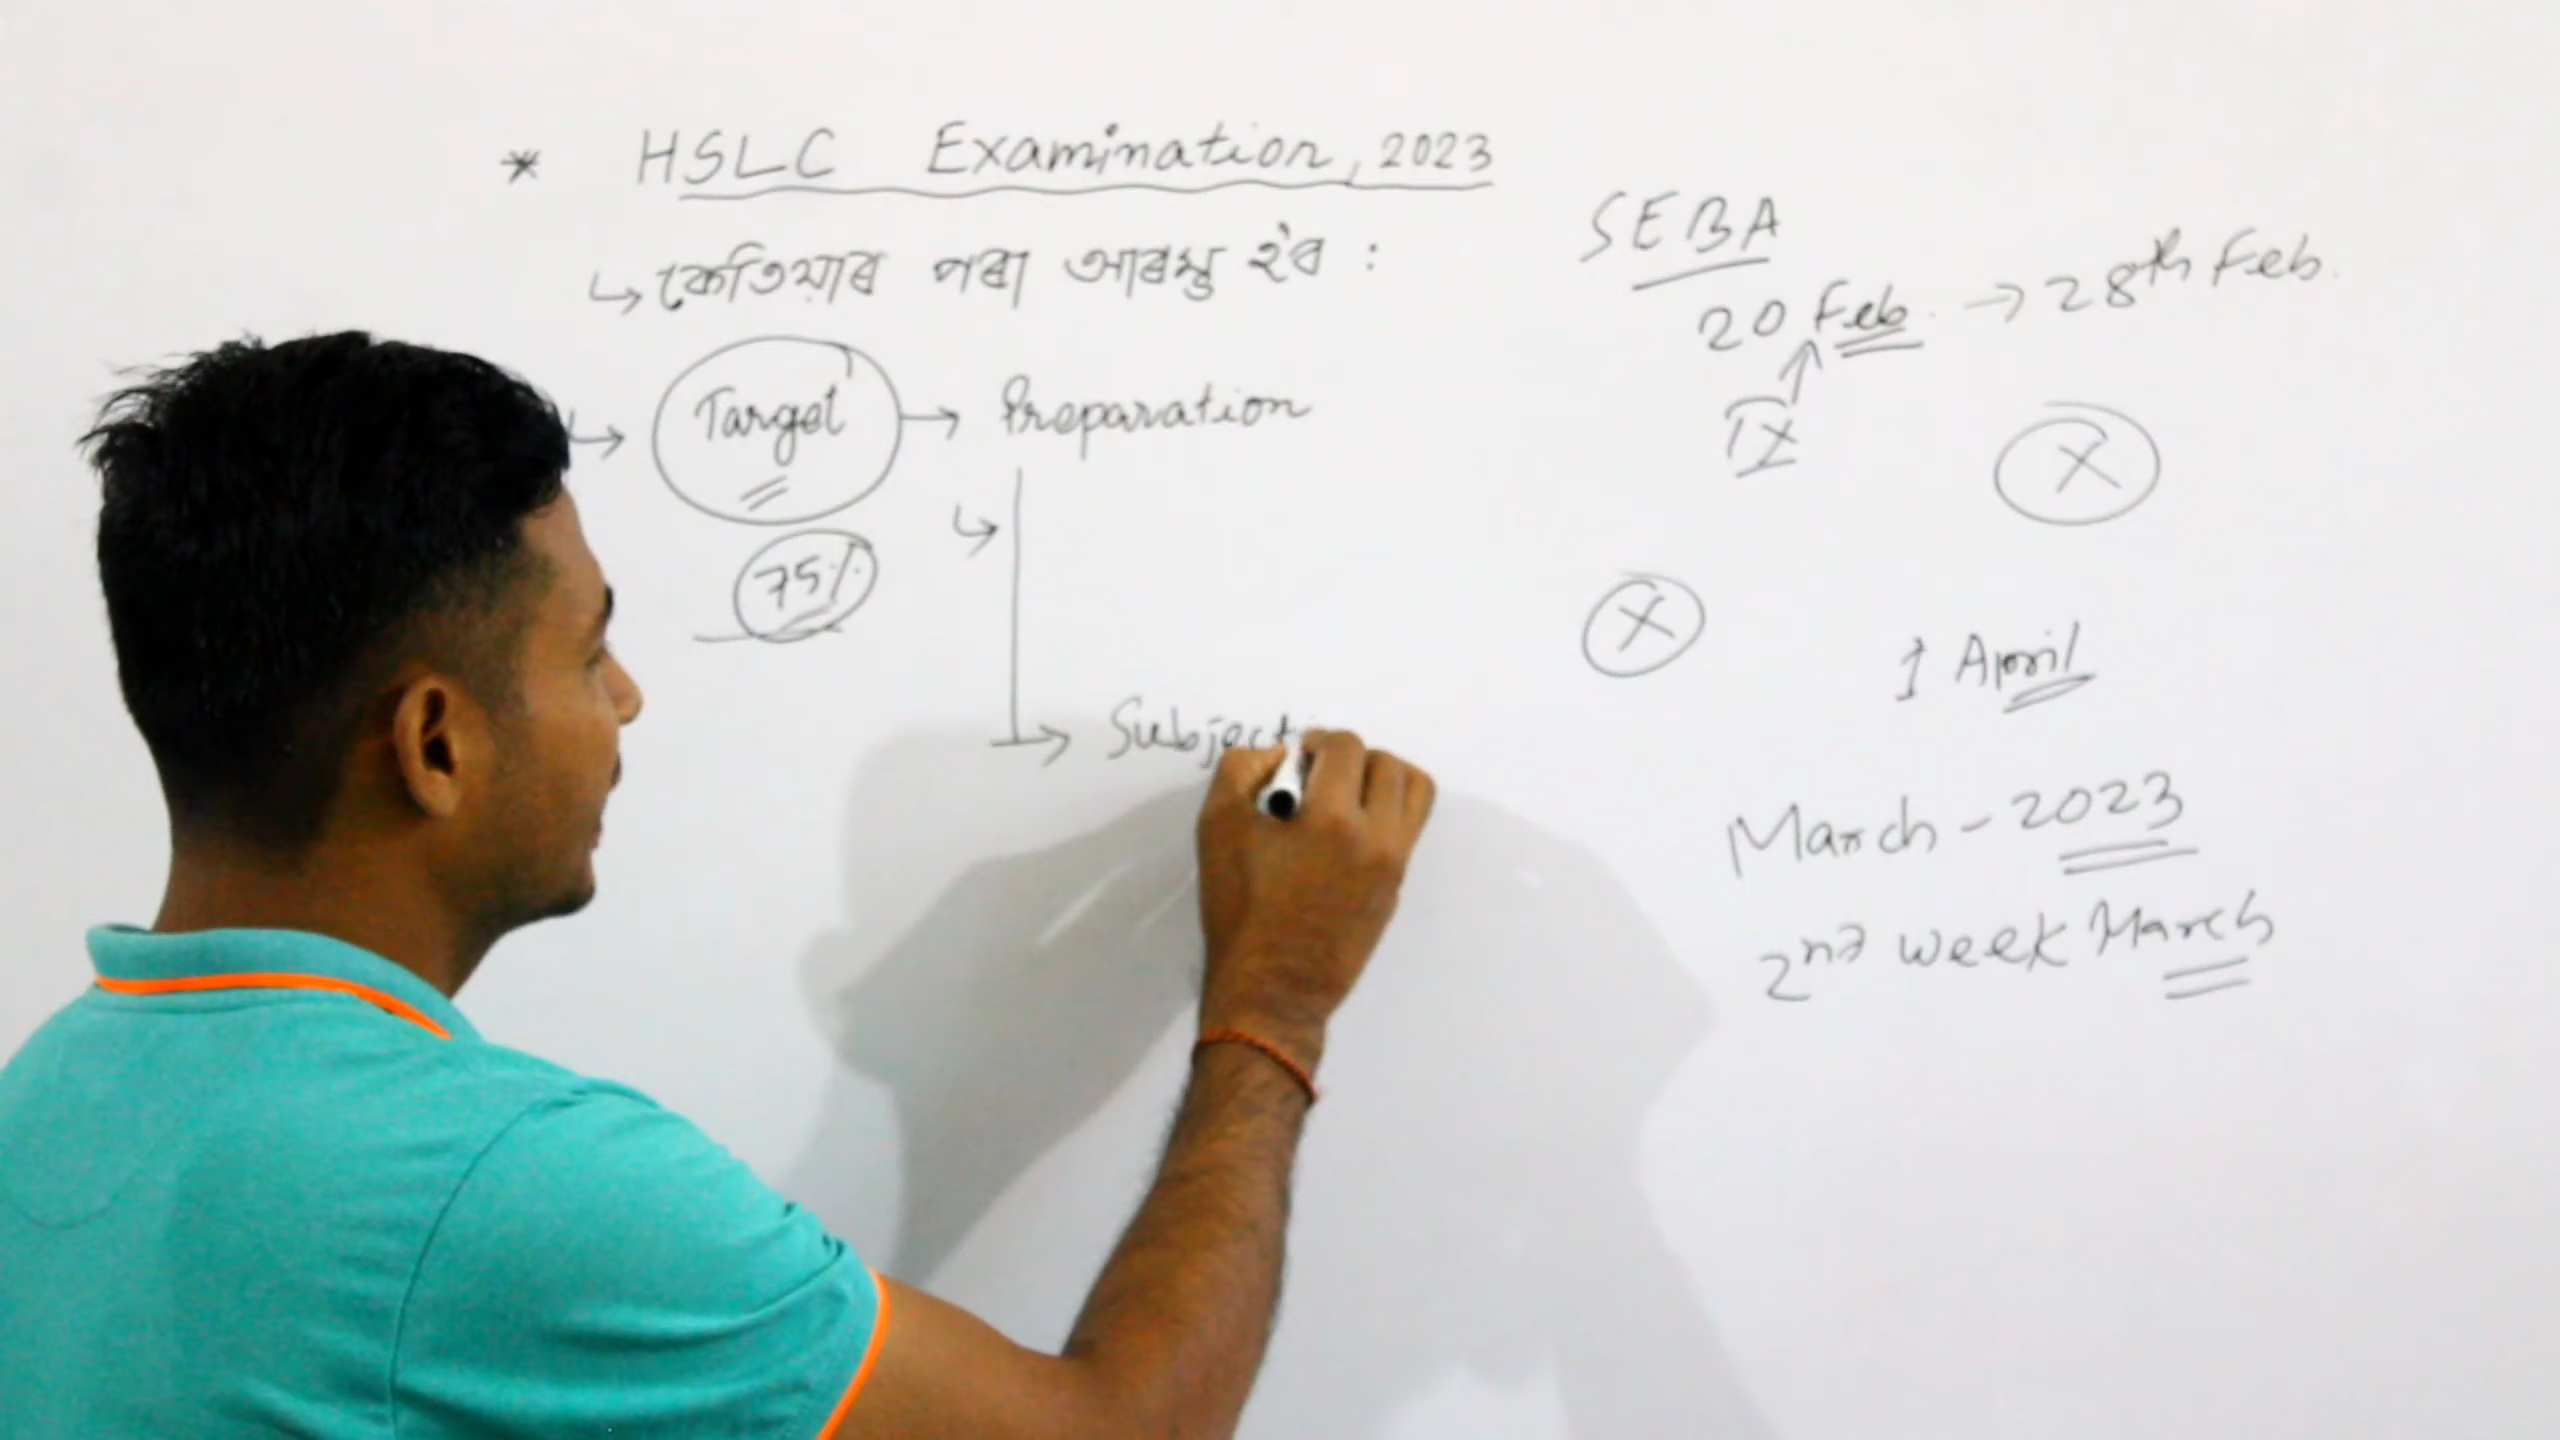 * HSLC Examination, 2023
↳ কেতিয়াৰ পৰা আৰম্ভ হ'ব :
↳ Target → Preparation
75%
↳
→ Subject
SEBA
20 Feb. → 28th Feb.
IX
X
X
1 April
March - 2023
2nd week March